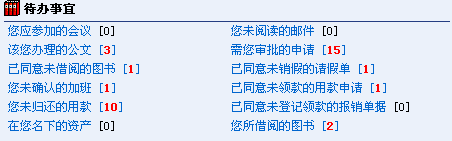 待办事宜
您应参加的会议 [0] 您未阅读的邮件 [0]
该您办理的公文 [3] 需您审批的申请 [15]
已同意未借阅的图书 [1] 已同意未销假的请假单 [1]
您未确认的加班 [1] 已同意未领款的用款申请 [1]
您未归还的用款 [10] 已同意未登记领款的报销单据 [0]
在您名下的资产 [0] 您所借阅的图书 [2]